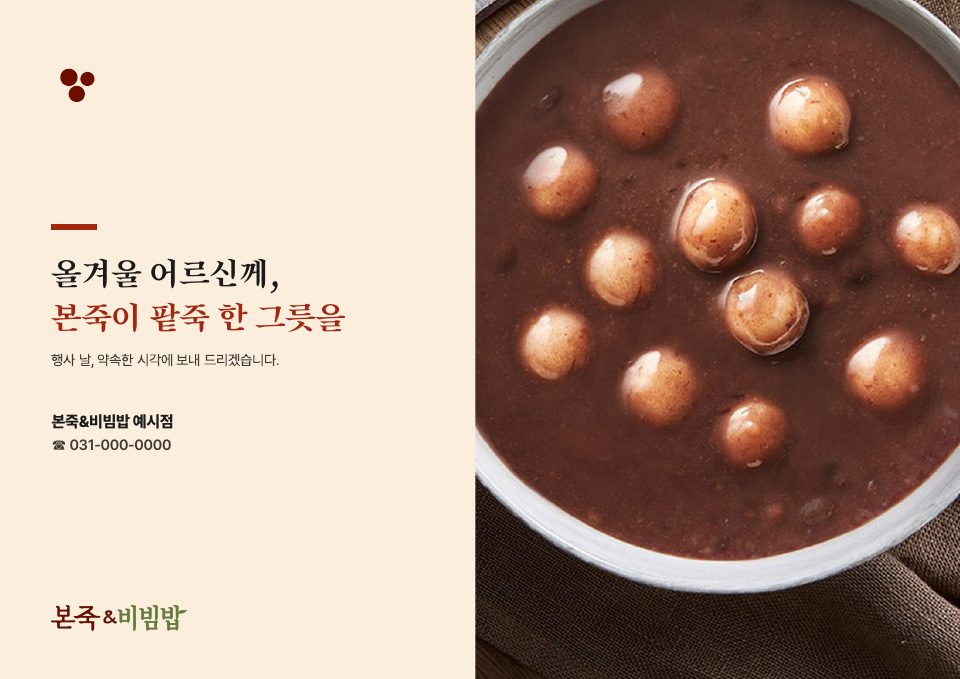 올겨울 어르신께,
본죽이 팥죽 한 그릇을
행사 날, 약속한 시각에 보내 드리겠습니다.
본죽&비빔밥 예시점
☎ 031-000-0000
본죽&비빔밥